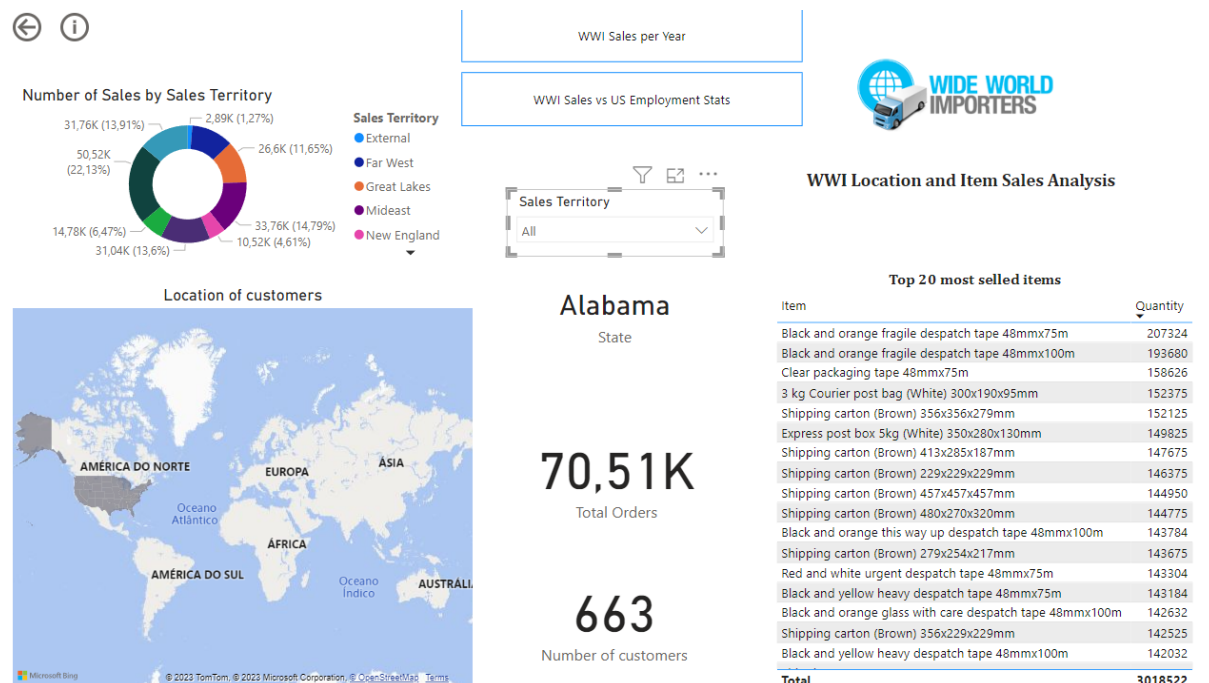 WWI Sales per Year
WWI Sales vs US Employment Stats
WIDE WORLD
IMPORTERS
WWI Location and Item Sales Analysis
Number of Sales by Sales Territory
2,89K (1,27%)
26,6K (11,65%)
33,76K (14,79%)
10,52K (4,61%)
31,04K (13,6%)
14,78K (6,47%)
50,52K
(22,13%)
31,76K (13,91%)
Sales Territory
External
Far West
Great Lakes
Mideast
New England
Sales Territory
All
Location of customers
AMÉRICA DO NORTE
EUROPA
ÁSIA
Oceano
Atlântico
ÁFRICA
AMÉRICA DO SUL
Oceano
Índico
AUSTRÁLI
Microsoft Bing
© 2023 TomTom, © 2023 Microsoft Corporation, © OpenStreetMap Terms
Alabama
State
70,51K
Total Orders
663
Number of customers
Top 20 most selled items
Item Quantity
Black and orange fragile despatch tape 48mmx75m 207324
Black and orange fragile despatch tape 48mmx100m 193680
Clear packaging tape 48mmx75m 158626
3 kg Courier post bag (White) 300x190x95mm 152375
Shipping carton (Brown) 356x356x279mm 152125
Express post box 5kg (White) 350x280x130mm 149825
Shipping carton (Brown) 413x285x187mm 147675
Shipping carton (Brown) 229x229x229mm 146375
Shipping carton (Brown) 457x457x457mm 144950
Shipping carton (Brown) 480x270x320mm 144775
Black and orange this way up despatch tape 48mmx100m 143784
Shipping carton (Brown) 279x254x217mm 143675
Red and white urgent despatch tape 48mmx75m 143304
Black and yellow heavy despatch tape 48mmx75m 143184
Black and orange glass with care despatch tape 48mmx100m 142632
Shipping carton (Brown) 356x229x229mm 142525
Black and yellow heavy despatch tape 48mmx100m 142032
Total 3018522